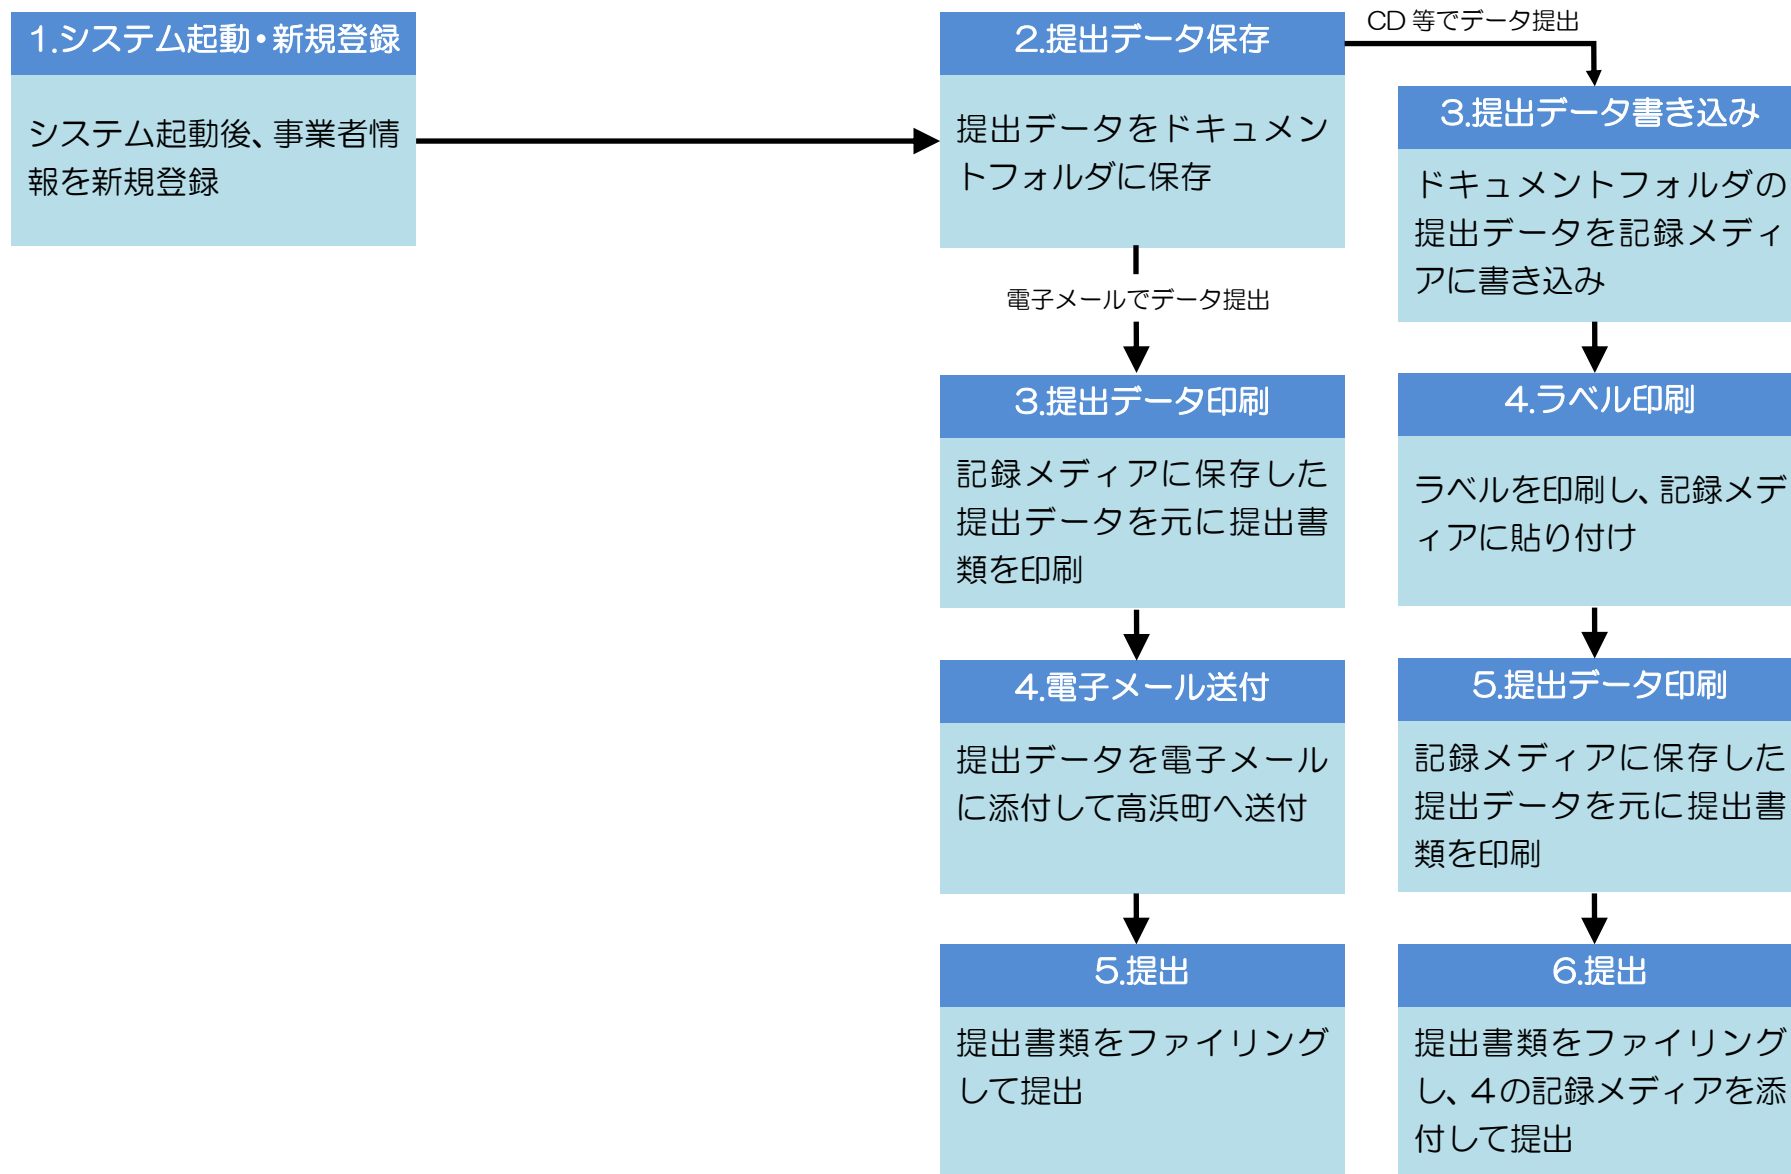 1.システム起動・新規登録
システム起動後、事業者情
報を新規登録
2.提出データ保存
提出データをドキュメン
トフォルダに保存
電子メールでデータ提出
3.提出データ印刷
記録メディアに保存した
提出データを元に提出書
類を印刷
4.電子メール送付
提出データを電子メール
に添付して高浜町へ送付
5.提出
提出書類をファイリング
して提出
CD 等でデータ提出
3.提出データ書き込み
ドキュメントフォルダの
提出データを記録メディ
アに書き込み
4.ラベル印刷
ラベルを印刷し、記録メデ
ィアに貼り付け
5.提出データ印刷
記録メディアに保存した
提出データを元に提出書
類を印刷
6.提出
提出書類をファイリング
し、4の記録メディアを添
付して提出